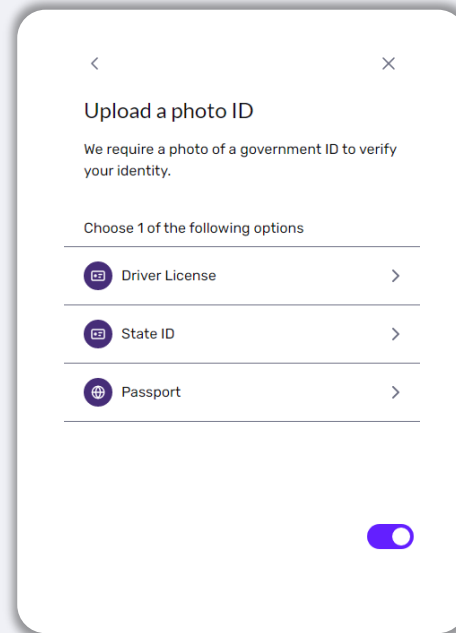 Upload a photo ID
We require a photo of a government ID to verify
your identity.
Choose 1 of the following options
Driver License
State ID
Passport